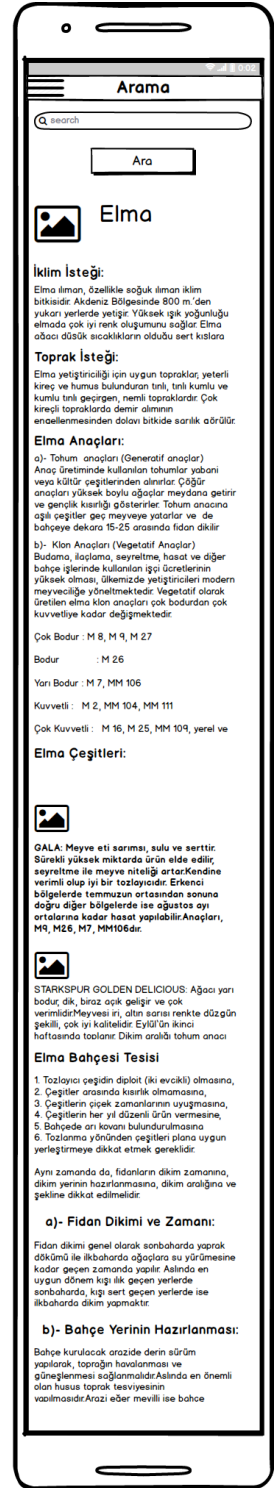 0:02
Arama
search
Ara
Elma
İklim İsteği:
Elma ılıman, özellikle soğuk ılıman iklim
bitkisidir. Akdeniz Bölgesinde 800 m.'den
yukarı yerlerde yetişir. Yüksek ışık yoğunluğu
elmada çok iyi renk oluşumunu sağlar. Elma
ağacı düşük sıcaklıkların olduğu sert kışlara
Toprak İsteği:
Elma yetiştiriciliği için uygun topraklar, yeterli
kireç ve humus bulunduran tınlı, tınlı kumlu ve
kumlu tınlı geçirgen, nemli topraklardır. Çok
kireçli topraklarda demir alımının
engellenmesinden dolayı bitkide sarılık görülür.
Elma Anaçları:
a)- Tohum anaçları (Generatif anaçlar)
Anaç üretiminde kullanılan tohumlar yabani
veya kültür çeşitlerinden alınırlar. Çöğür
anaçları yüksek boylu ağaçlar meydana getirir
ve gençlik kısırlığı gösterirler. Tohum anacına
aşılı çeşitler geç meyveye yatarlar ve de
bahçeye dekara 15-25 arasında fidan dikilir
b)- Klon Anaçları (Vegetatif Anaçlar)
Budama, ilaçlama, seyreltme, hasat ve diğer
bahçe işlerinde kullanılan işçi ücretlerinin
yüksek olması, ülkemizde yetiştiricileri modern
meyveciliğe yöneltmektedir. Vegetatif olarak
üretilen elma klon anaçları çok bodurdan çok
kuvvetliye kadar değişmektedir.
Çok Bodur : M 8, M 9, M 27
Bodur : M 26
Yarı Bodur : M 7, MM 106
Kuvvetli : M 2, MM 104, MM 111
Çok Kuvvetli : M 16, M 25, MM 109, yerel ve
Elma Çeşitleri:
GALA: Meyve eti sarımsı, sulu ve serttir.
Sürekli yüksek miktarda ürün elde edilir,
seyreltme ile meyve niteliği artar.Kendine
verimli olup iyi bir tozlayıcıdır. Erkenci
bölgelerde temmuzun ortasından sonuna
doğru diğer bölgelerde ise ağustos ayı
ortalarına kadar hasat yapılabilir.Anaçları,
M9, M26, M7, MM106dır.
STARKSPUR GOLDEN DELICIOUS: Ağacı yarı
bodur, dik, biraz açık gelişir ve çok
verimlidir.Meyvesi iri, altın sarısı renkte düzgün
şekilli, çok iyi kalitelidir. Eylül'ün ikinci
haftasında toplanır. Dikim aralığı tohum anacı
Elma Bahçesi Tesisi
1. Tozlayıcı çeşidin diploit (iki evcikli) olmasına,
2. Çeşitler arasında kısırlık olmamasına,
3. Çeşitlerin çiçek zamanlarının uyuşmasına,
4. Çeşitlerin her yıl düzenli ürün vermesine,
5. Bahçede arı kovanı bulundurulmasına
6. Tozlanma yönünden çeşitleri plana uygun
yerleştirmeye dikkat etmek gereklidir.
Aynı zamanda da, fidanların dikim zamanına,
dikim yerinin hazırlanmasına, dikim aralığına ve
şekline dikkat edilmelidir.
a)- Fidan Dikimi ve Zamanı:
Fidan dikimi genel olarak sonbaharda yaprak
dökümü ile ilkbaharda ağaçlara su yürümesine
kadar geçen zamanda yapılır. Aslında en
uygun dönem kışı ılık geçen yerlerde
sonbaharda, kışı sert geçen yerlerde ise
ilkbaharda dikim yapmaktır.
b)- Bahçe Yerinin Hazırlanması:
Bahçe kurulacak arazide derin sürüm
yapılarak, toprağın havalanması ve
güneşlenmesi sağlanmalıdır.Aslında en önemli
olan husus toprak tesviyesinin
yapılmasıdır.Arazi eğer meyilli ise bahçe